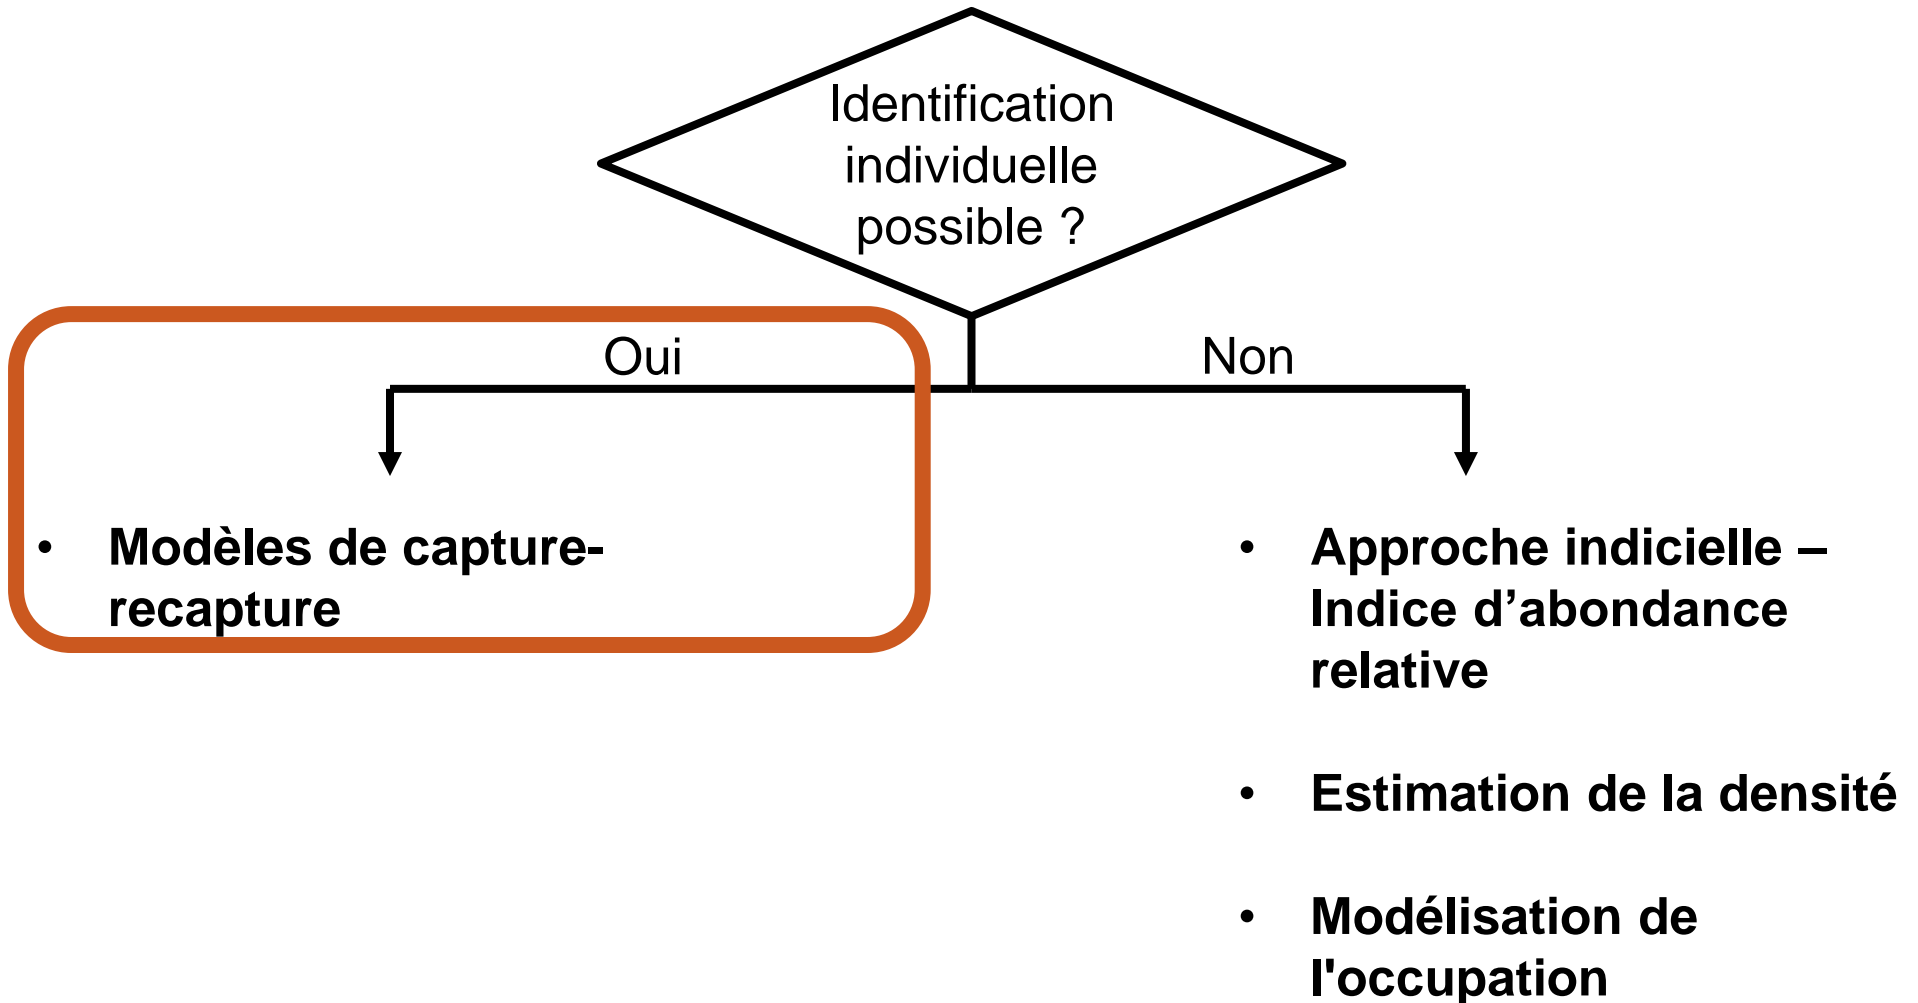 Identification
individuelle
possible ?
Oui
Non
• Modèles de capture-
recapture
• Approche indicielle –
Indice d’abondance
relative
• Estimation de la densité
• Modélisation de
l'occupation